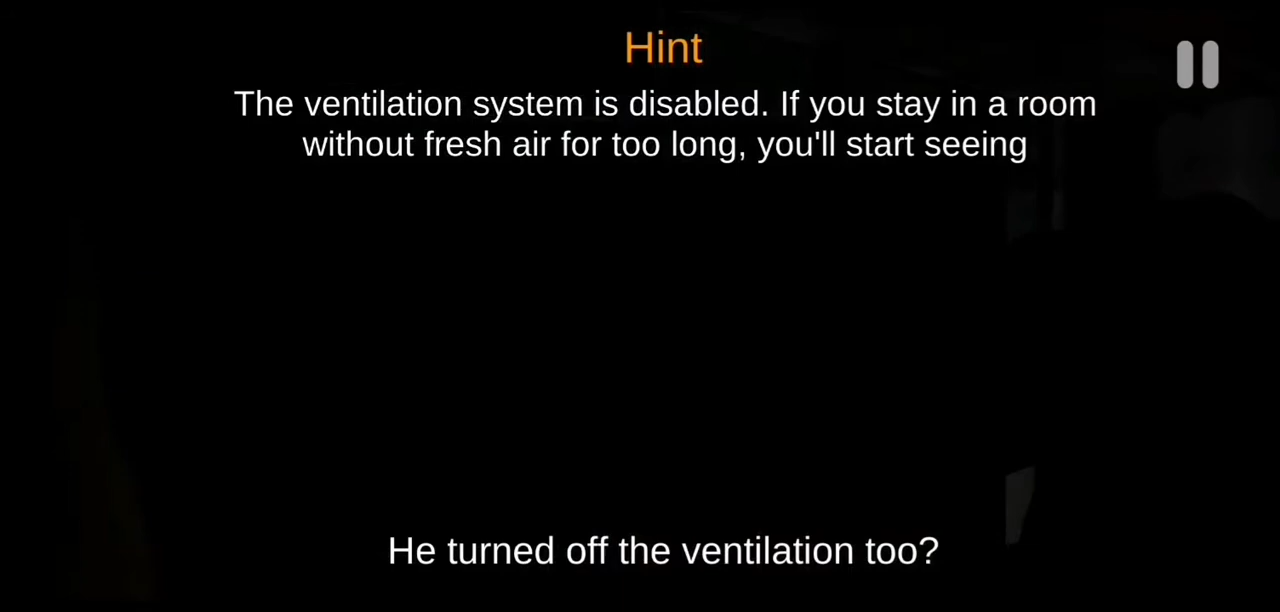 Hint
The ventilation system is disabled. If you stay in a room
without fresh air for too long, you'll start seeing
He turned off the ventilation too?